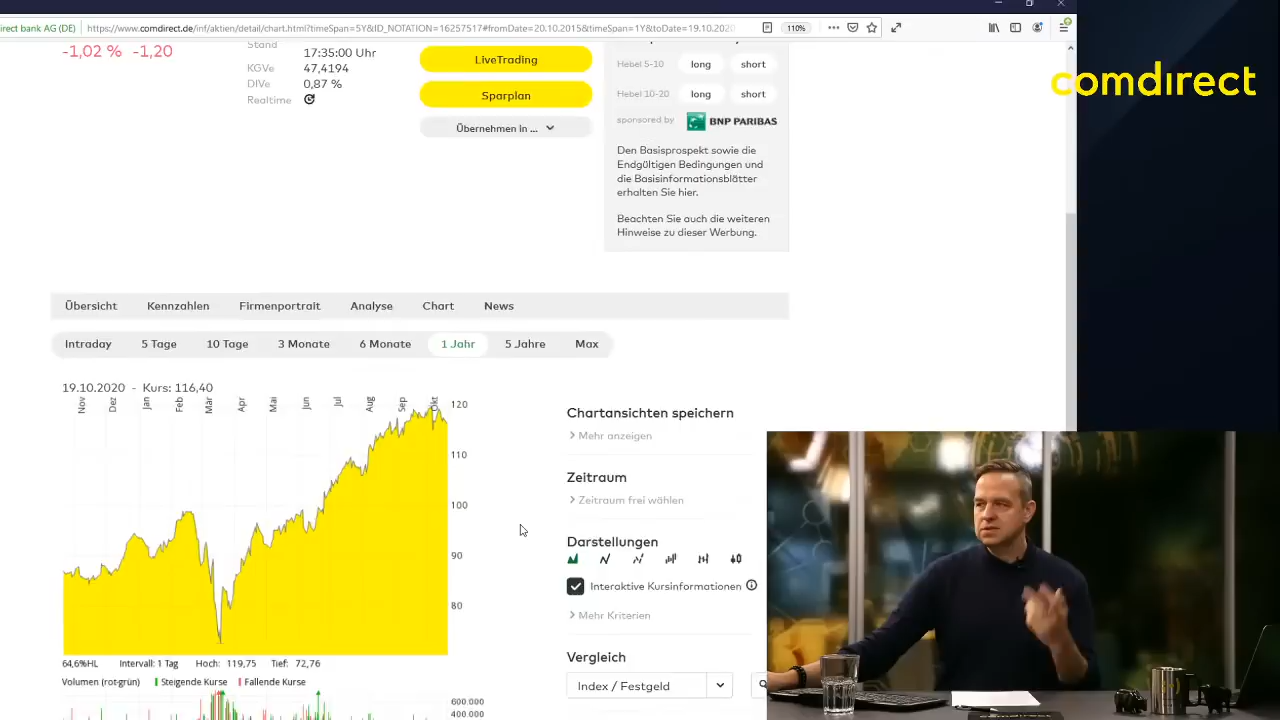 irect bank AG (DE)
https://www.comdirect.de/inf/aktien/detail/chart.html?timeSpan=5Y&ID_NOTATION=16257517#fromDate=20.10.2015&timeSpan=1Y&toDate=19.10.2020
110%
comdirect
-1,02 % -1,20
Stand 17:35:00 Uhr
KGVe 47,4194
DIVe 0,87 %
Realtime
LiveTrading
Sparplan
Übernehmen in ...
Hebel 5-10 long short
Hebel 10-20 long short
sponsored by BNP PARIBAS
Den Basisprospekt sowie die
Endgültigen Bedingungen und
die Basisinformationsblätter
erhalten Sie hier.
Beachten Sie auch die weiteren
Hinweise zu dieser Werbung.
Übersicht Kennzahlen Firmenportrait Analyse Chart News
Intraday 5 Tage 10 Tage 3 Monate 6 Monate 1 Jahr 5 Jahre Max
19.10.2020 - Kurs: 116,40
Nov Dez Jan Feb Mär Apr Mai Jun Jul Aug Sep Okt
120
110
100
90
80
64,6%HL Intervall: 1 Tag Hoch: 119,75 Tief: 72,76
Volumen (rot-grün) Steigende Kurse Fallende Kurse
600.000
400.000
Chartansichten speichern
Mehr anzeigen
Zeitraum
Zeitraum frei wählen
Darstellungen
Interaktive Kursinformationen
Mehr Kriterien
Vergleich
Index / Festgeld
comdirect